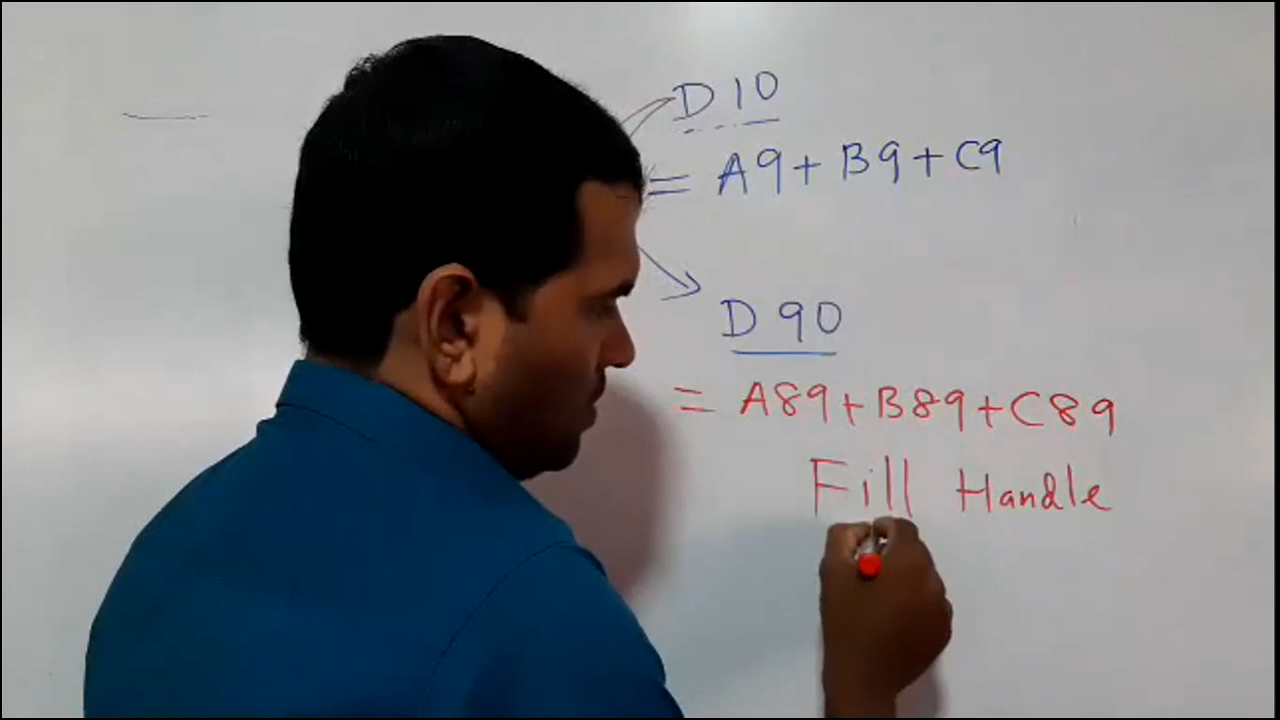 D10
= A9+B9+C9
D90
= A89+B89+C89
Fill Handle